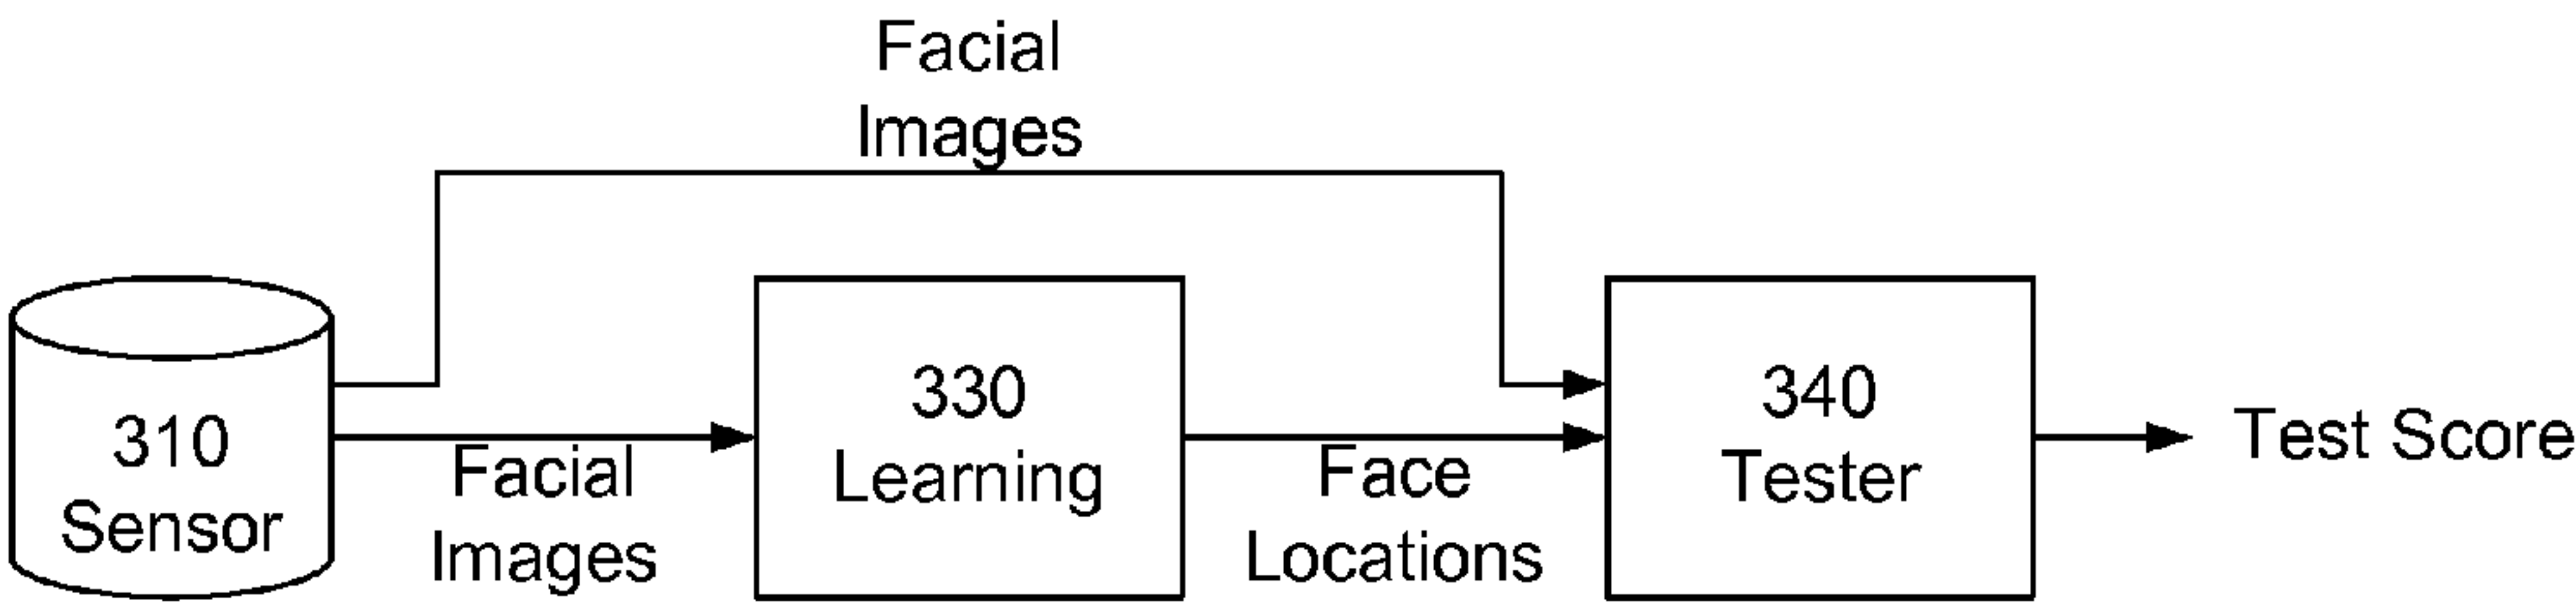 Facial
Images
310
Sensor
Facial
Images
330
Learning
Face
Locations
340
Tester
Test Score